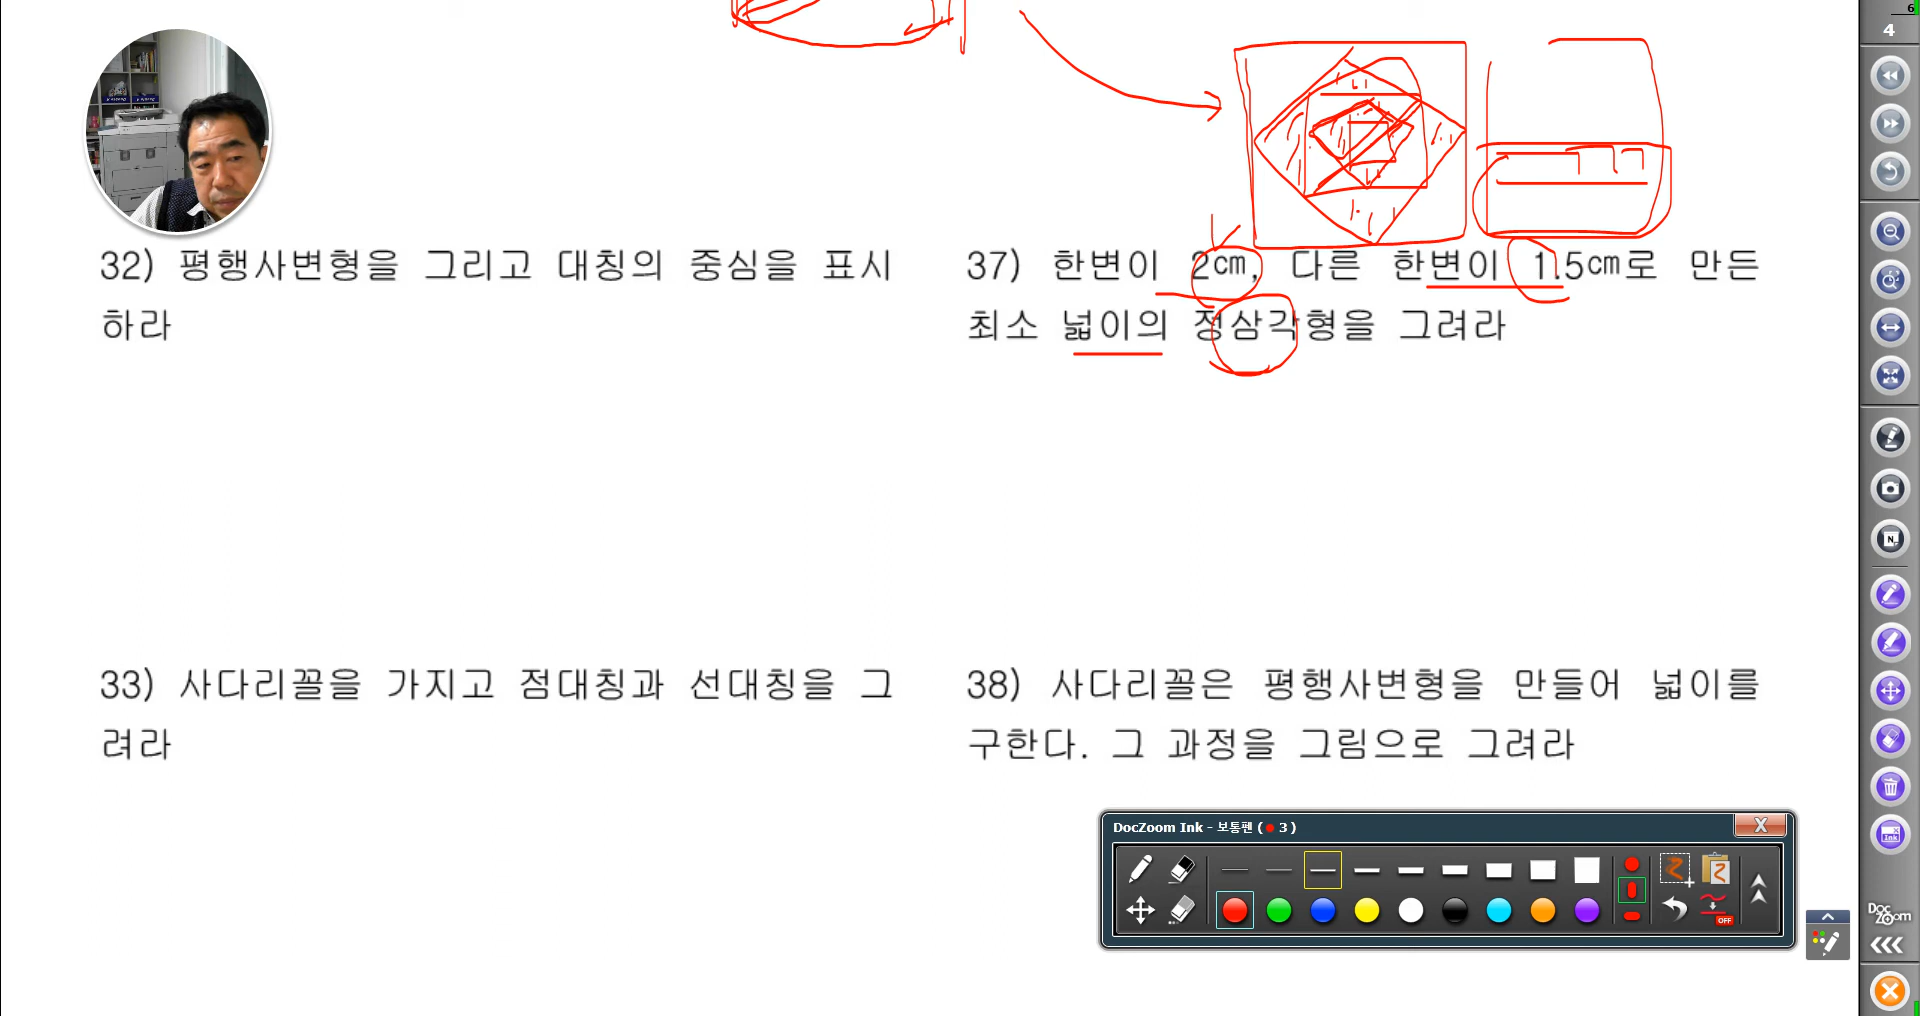 6
4
32) 평행사변형을 그리고 대칭의 중심을 표시
하라
37) 한변이 2㎝, 다른 한변이 1.5㎝로 만든
최소 넓이의 정삼각형을 그려라
33) 사다리꼴을 가지고 점대칭과 선대칭을 그
려라
38) 사다리꼴은 평행사변형을 만들어 넓이를
구한다. 그 과정을 그림으로 그려라
DocZoom Ink - 보통펜 ( 3 )
OFF
N
Ink
Doc
Zoom